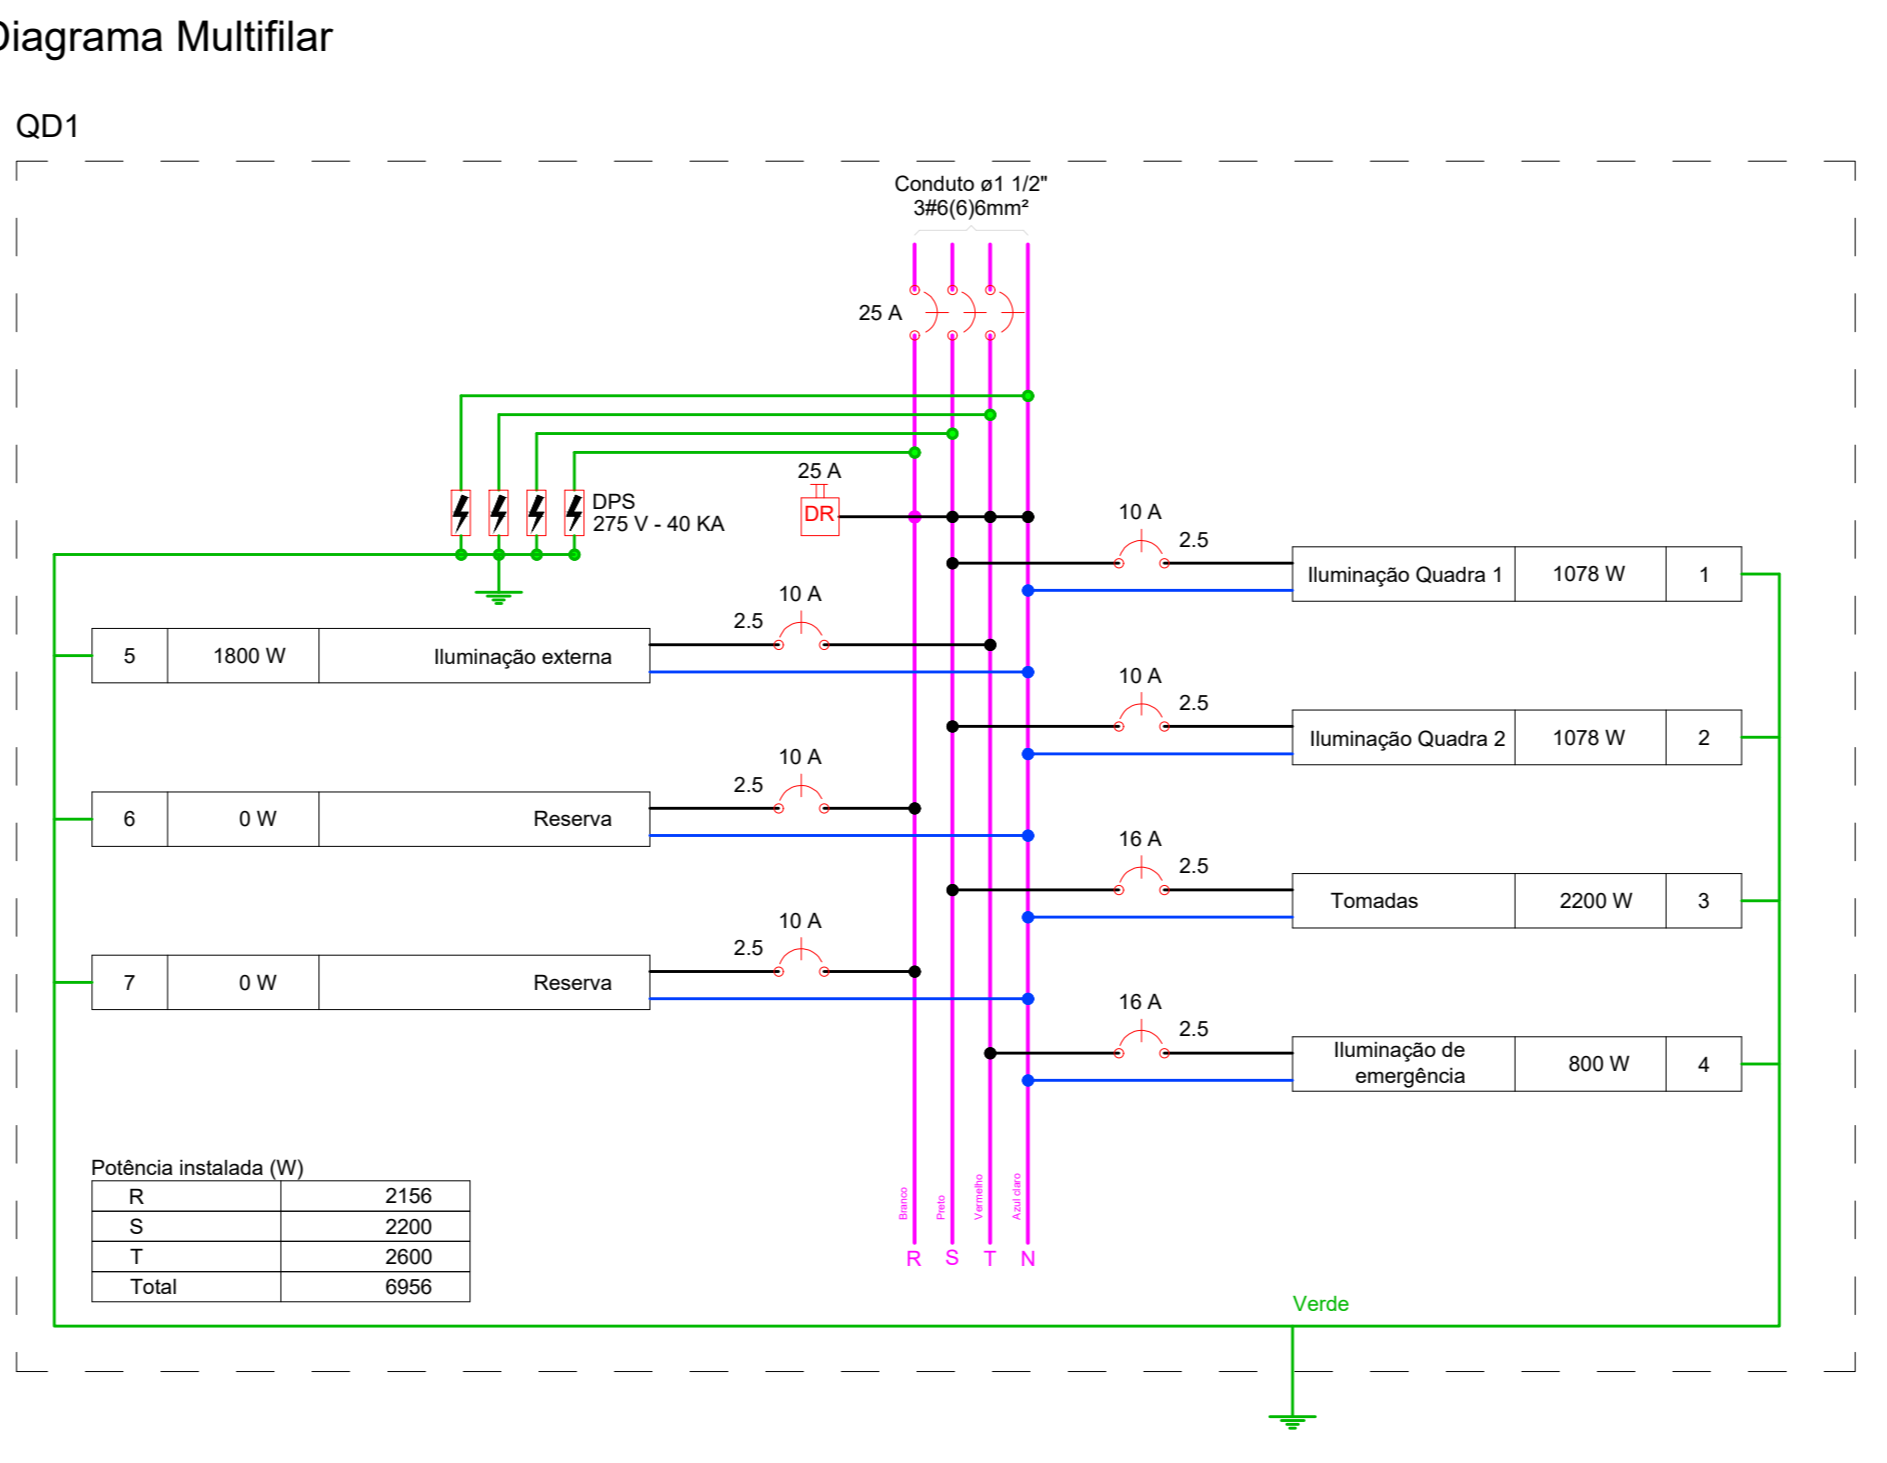 Diagrama Multifilar
QD1
Conduto ø1 1/2"
3#6(6)6mm²
25 A
DPS
275 V - 40 KA
25 A
DR
10 A
2.5
Iluminação Quadra 1 1078 W 1
10 A
2.5
5 1800 W Iluminação externa
10 A
2.5
Iluminação Quadra 2 1078 W 2
10 A
2.5
6 0 W Reserva
16 A
2.5
Tomadas 2200 W 3
10 A
2.5
7 0 W Reserva
16 A
2.5
Iluminação de
emergência 800 W 4
Potência instalada (W)
R 2156
S 2200
T 2600
Total 6956
Branco
Preto
Vermelho
Azul claro
R S T N
Verde